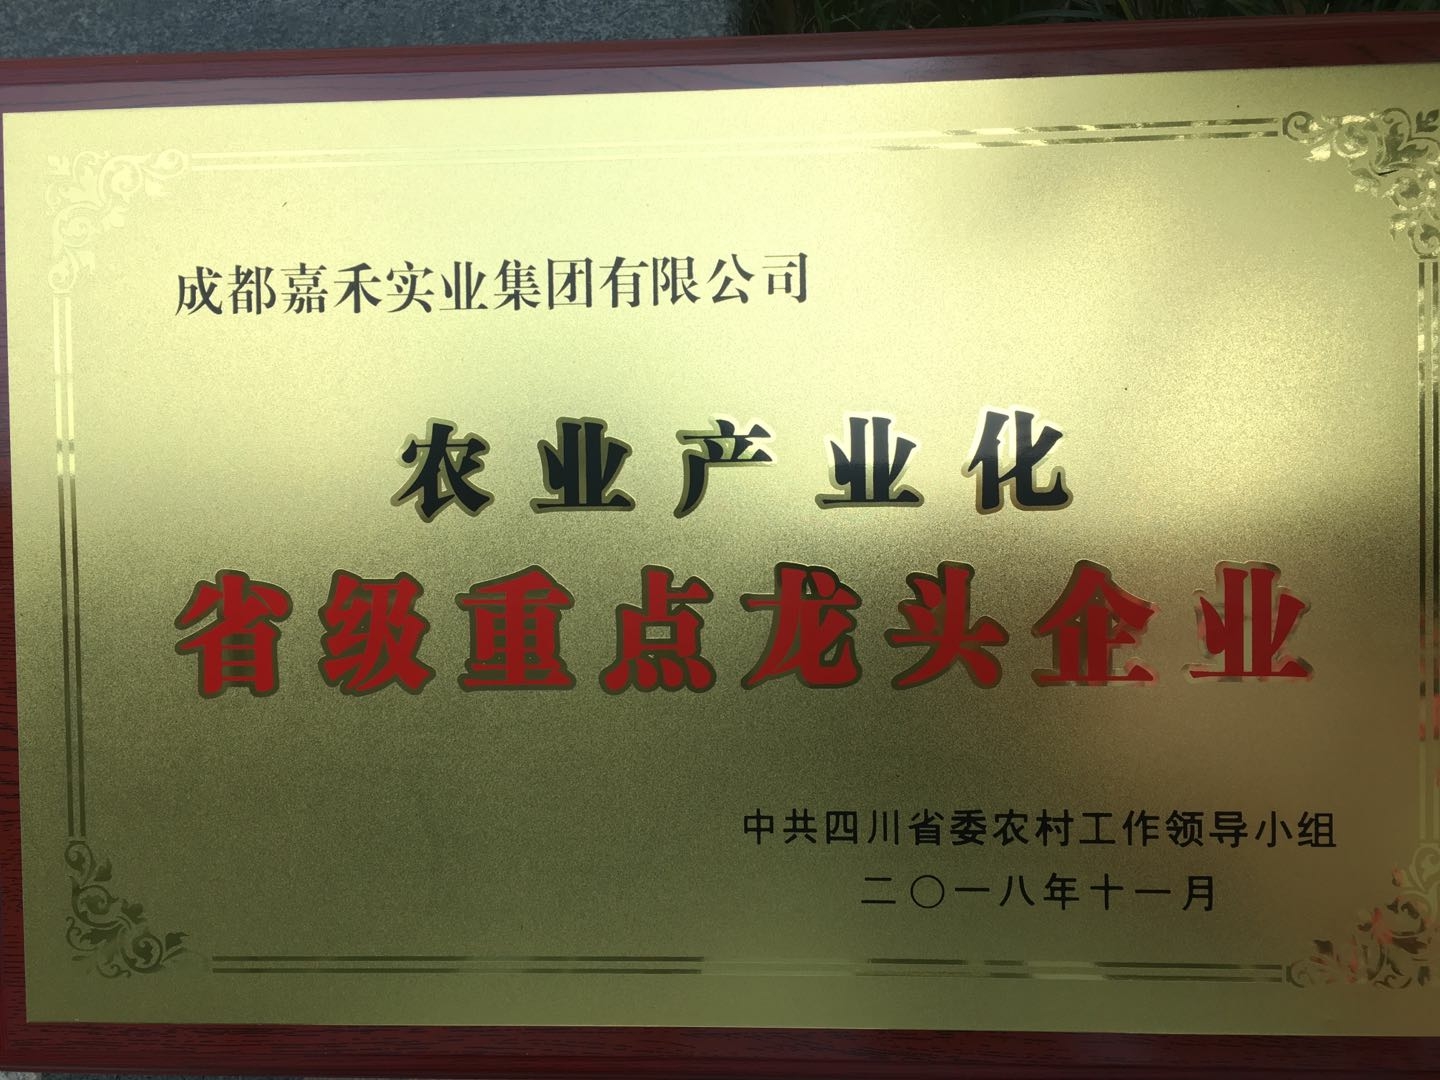 成都嘉禾实业集团有限公司
农业产业化
省级重点龙头企业
中共四川省委农村工作领导小组
二〇一八年十一月